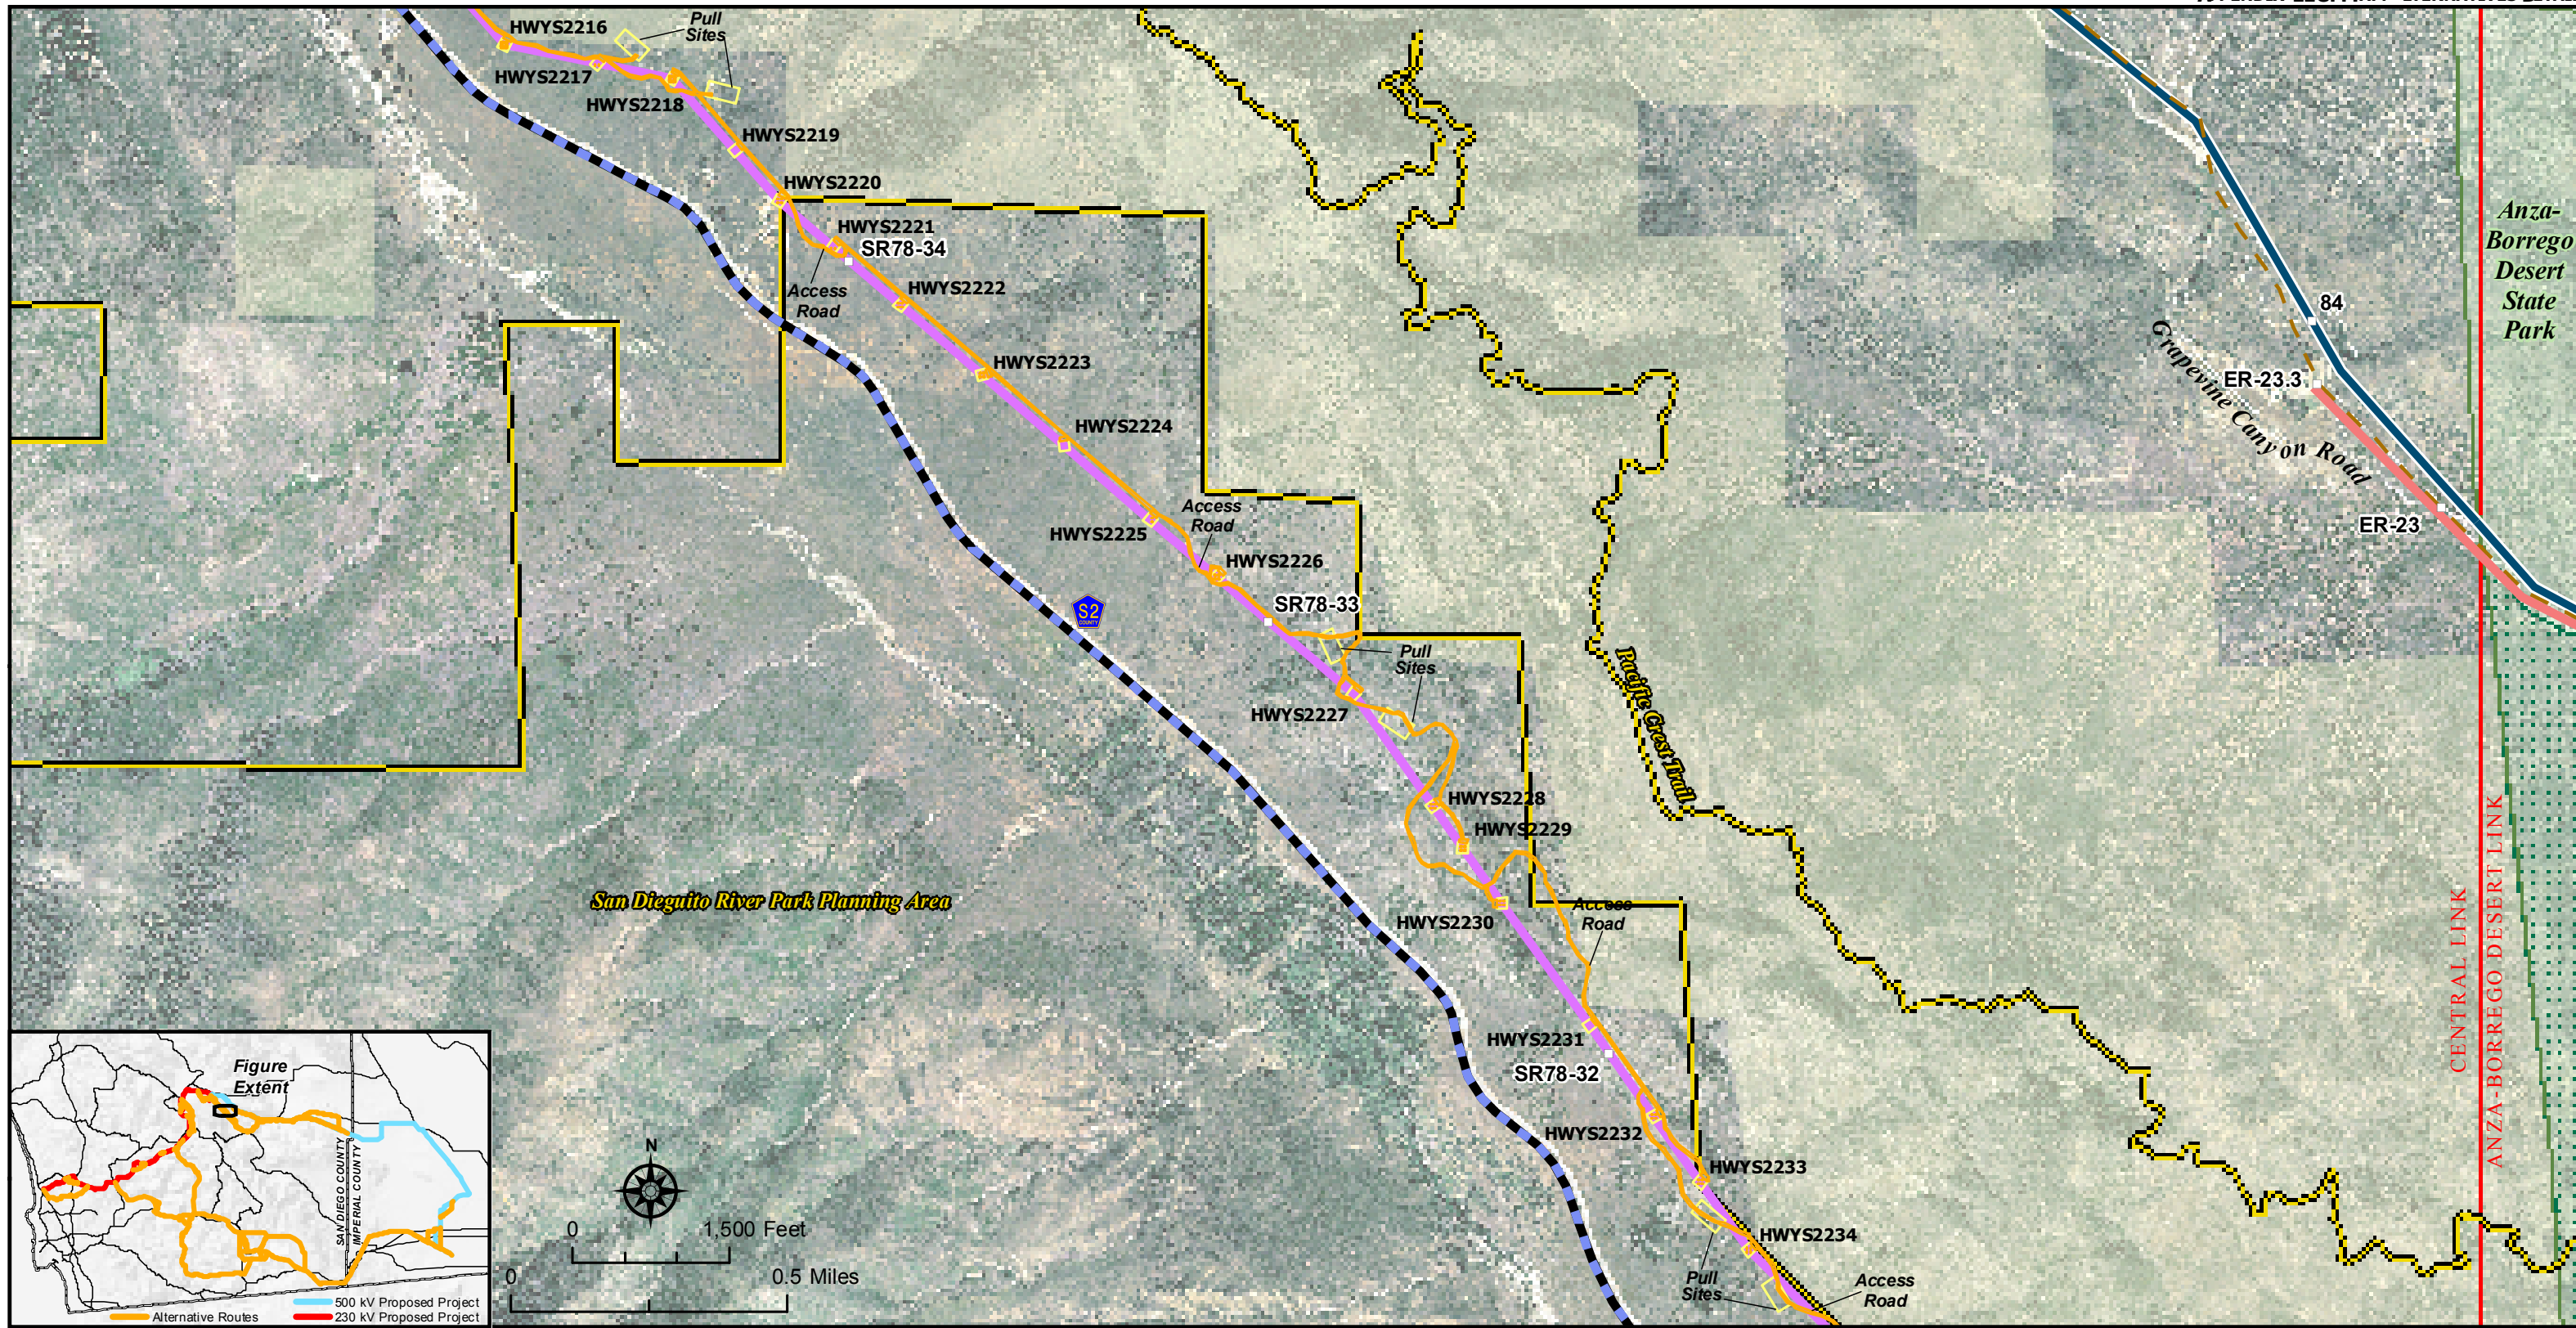 HWYS2216
Pull
Sites
HWYS2217
HWYS2218
HWYS2219
HWYS2220
HWYS2221
SR78-34
Access
Road
HWYS2222
HWYS2223
HWYS2224
Access
Road
HWYS2225
HWYS2226
SR78-33
S2
COUNTY
Pull
Sites
HWYS2227
HWYS2228
HWYS2229
HWYS2230
Access
Road
HWYS2231
SR78-32
HWYS2232
HWYS2233
HWYS2234
Pull
Sites
Access
Road
Pacific Crest Trail
San Dieguito River Park Planning Area
Anza-
Borrego
Desert
State
Park
84
ER-23.3
Grapevine Canyon Road
ER-23
CENTRAL LINK
ANZA-BORREGO DESERT LINK
Figure
Extent
SAN DIEGO COUNTY
IMPERIAL COUNTY
500 kV Proposed Project
Alternative Routes
230 kV Proposed Project
N
0 1,500 Feet
0 0.5 Miles